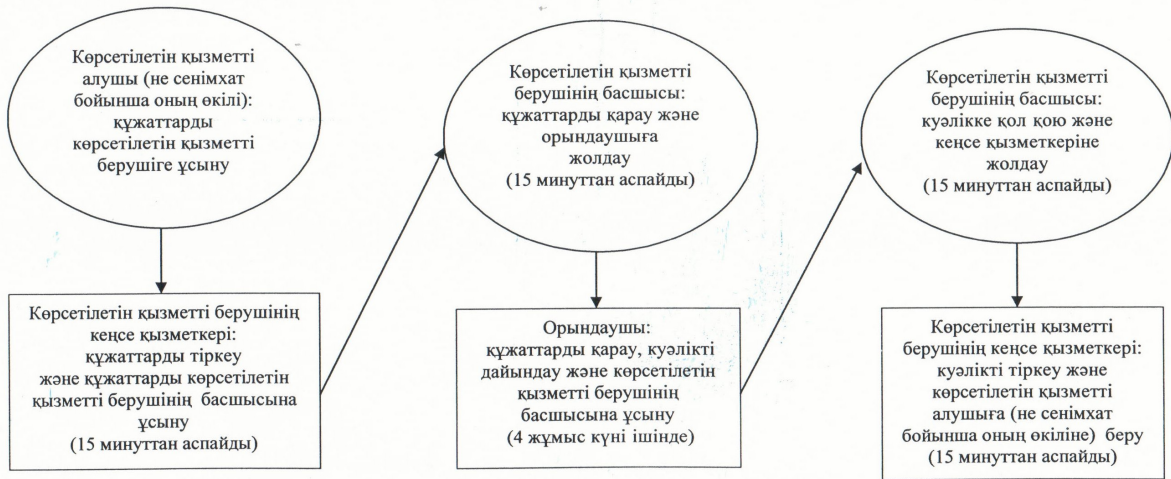 Көрсетілетін қызметті
алушы (не сенімхат
бойынша оның өкілі):
құжаттарды
көрсетілетін қызметті
берушіге ұсыну
Көрсетілетін қызметті берушінің
кеңсе қызметкері:
құжаттарды тіркеу
және құжаттарды көрсетілетін
қызметті берушінің басшысына
ұсыну
(15 минуттан аспайды)
Көрсетілетін қызметті
берушінің басшысы:
құжаттарды қарау және
орындаушыға
жолдау
(15 минуттан аспайды)
Орындаушы:
құжаттарды қарау, куәлікті
дайындау және көрсетілетін
қызметті берушінің
басшысына ұсыну
(4 жұмыс күні ішінде)
Көрсетілетін қызметті
берушінің басшысы:
куәлікке қол қою және
кеңсе қызметкеріне
жолдау
(15 минуттан аспайды)
Көрсетілетін қызметті
берушінің кеңсе қызметкері:
куәлікті тіркеу және
көрсетілетін қызметті
алушыға (не сенімхат
бойынша оның өкіліне) беру
(15 минуттан аспайды)